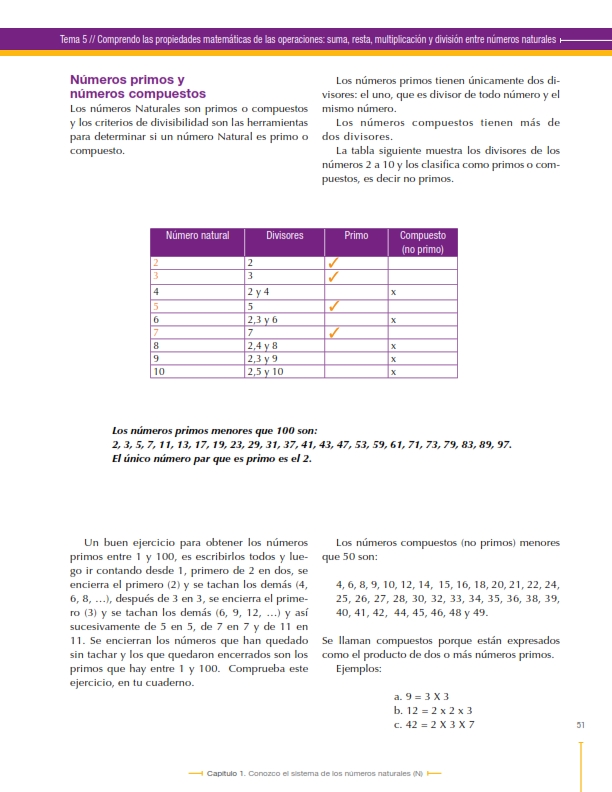 Tema 5 // Comprendo las propiedades matemáticas de las operaciones: suma, resta, multiplicación y división entre números naturales
Números primos y
números compuestos
Los números Naturales son primos o compuestos
y los criterios de divisibilidad son las herramientas
para determinar si un número Natural es primo o
compuesto.
Los números primos tienen únicamente dos di-
visores: el uno, que es divisor de todo número y el
mismo número.
Los números compuestos tienen más de
dos divisores.
La tabla siguiente muestra los divisores de los
números 2 a 10 y los clasifica como primos o com-
puestos, es decir no primos.
Número natural Divisores Primo Compuesto
(no primo)
2 2 ✓
3 3 ✓
4 2 y 4 x
5 5 ✓
6 2,3 y 6 x
7 7 ✓
8 2,4 y 8 x
9 2,3 y 9 x
10 2,5 y 10 x
Los números primos menores que 100 son:
2, 3, 5, 7, 11, 13, 17, 19, 23, 29, 31, 37, 41, 43, 47, 53, 59, 61, 71, 73, 79, 83, 89, 97.
El único número par que es primo es el 2.
Un buen ejercicio para obtener los números
primos entre 1 y 100, es escribirlos todos y lue-
go ir contando desde 1, primero de 2 en dos, se
encierra el primero (2) y se tachan los demás (4,
6, 8, ...), después de 3 en 3, se encierra el prime-
ro (3) y se tachan los demás (6, 9, 12, ...) y así
sucesivamente de 5 en 5, de 7 en 7 y de 11 en
11. Se encierran los números que han quedado
sin tachar y los que quedaron encerrados son los
primos que hay entre 1 y 100. Comprueba este
ejercicio, en tu cuaderno.
Los números compuestos (no primos) menores
que 50 son:
4, 6, 8, 9, 10, 12, 14, 15, 16, 18, 20, 21, 22, 24,
25, 26, 27, 28, 30, 32, 33, 34, 35, 36, 38, 39,
40, 41, 42, 44, 45, 46, 48 y 49.
Se llaman compuestos porque están expresados
como el producto de dos o más números primos.
Ejemplos:
a. 9 = 3 X 3
b. 12 = 2 x 2 x 3
c. 42 = 2 X 3 X 7
51
Capítulo 1. Conozco el sistema de los números naturales (N)